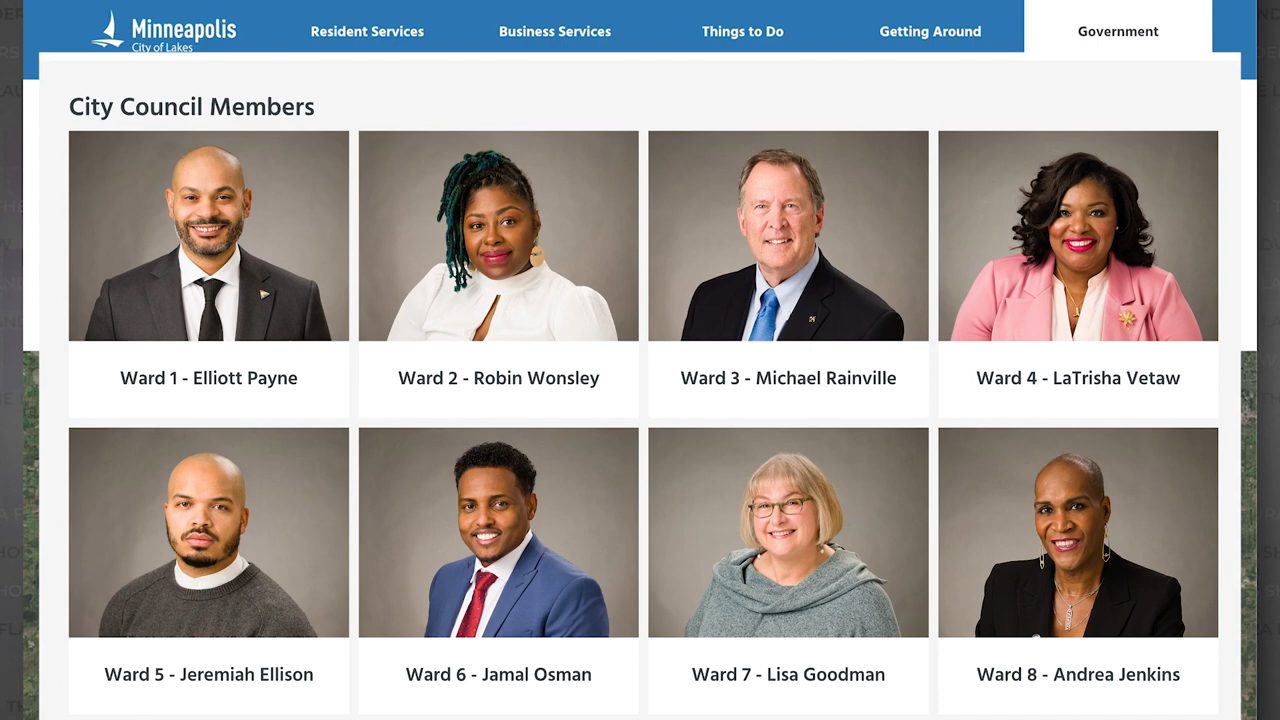 Minneapolis
City of Lakes
Resident Services
Business Services
Things to Do
Getting Around
Government
City Council Members
Ward 1 - Elliott Payne
Ward 2 - Robin Wonsley
Ward 3 - Michael Rainville
Ward 4 - LaTrisha Vetaw
Ward 5 - Jeremiah Ellison
Ward 6 - Jamal Osman
Ward 7 - Lisa Goodman
Ward 8 - Andrea Jenkins